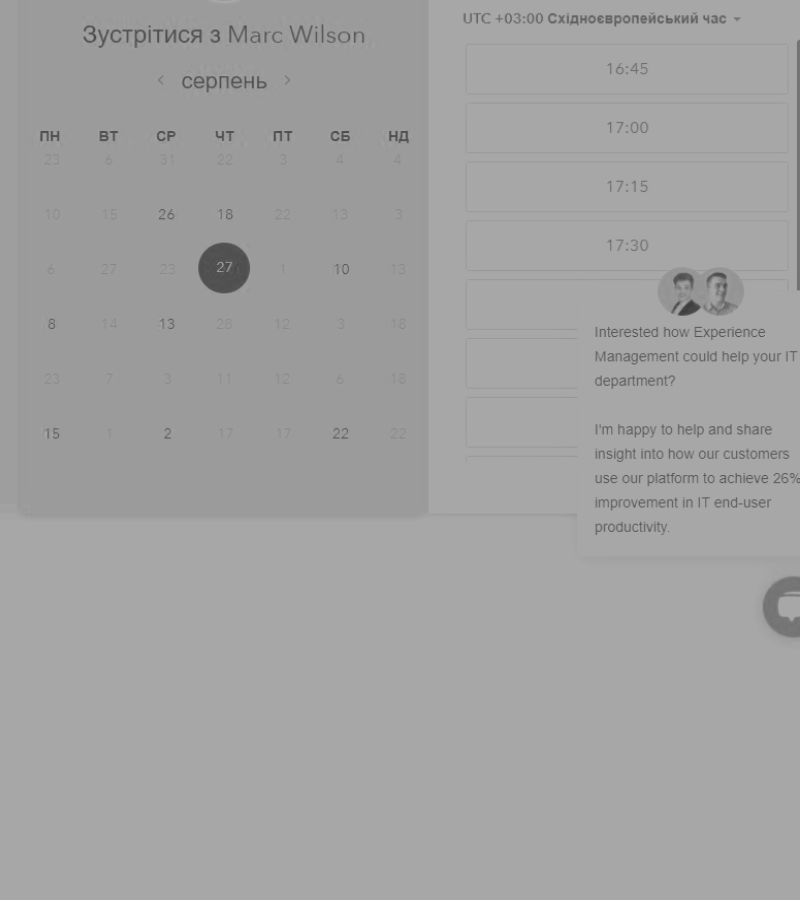 Зустрітися з Marc Wilson
серпень
ПН ВТ СР ЧТ ПТ СБ НД
23 6 31 22 3 4 4
10 15 26 18 22 13 3
6 27 23 27 1 10 13
8 14 13 28 12 3 18
23 7 3 11 12 6 18
15 1 2 17 17 22 22
UTC +03:00 Східноєвропейський час
16:45
17:00
17:15
17:30
Interested how Experience
Management could help your IT
department?
I'm happy to help and share
insight into how our customers
use our platform to achieve 26%
improvement in IT end-user
productivity.